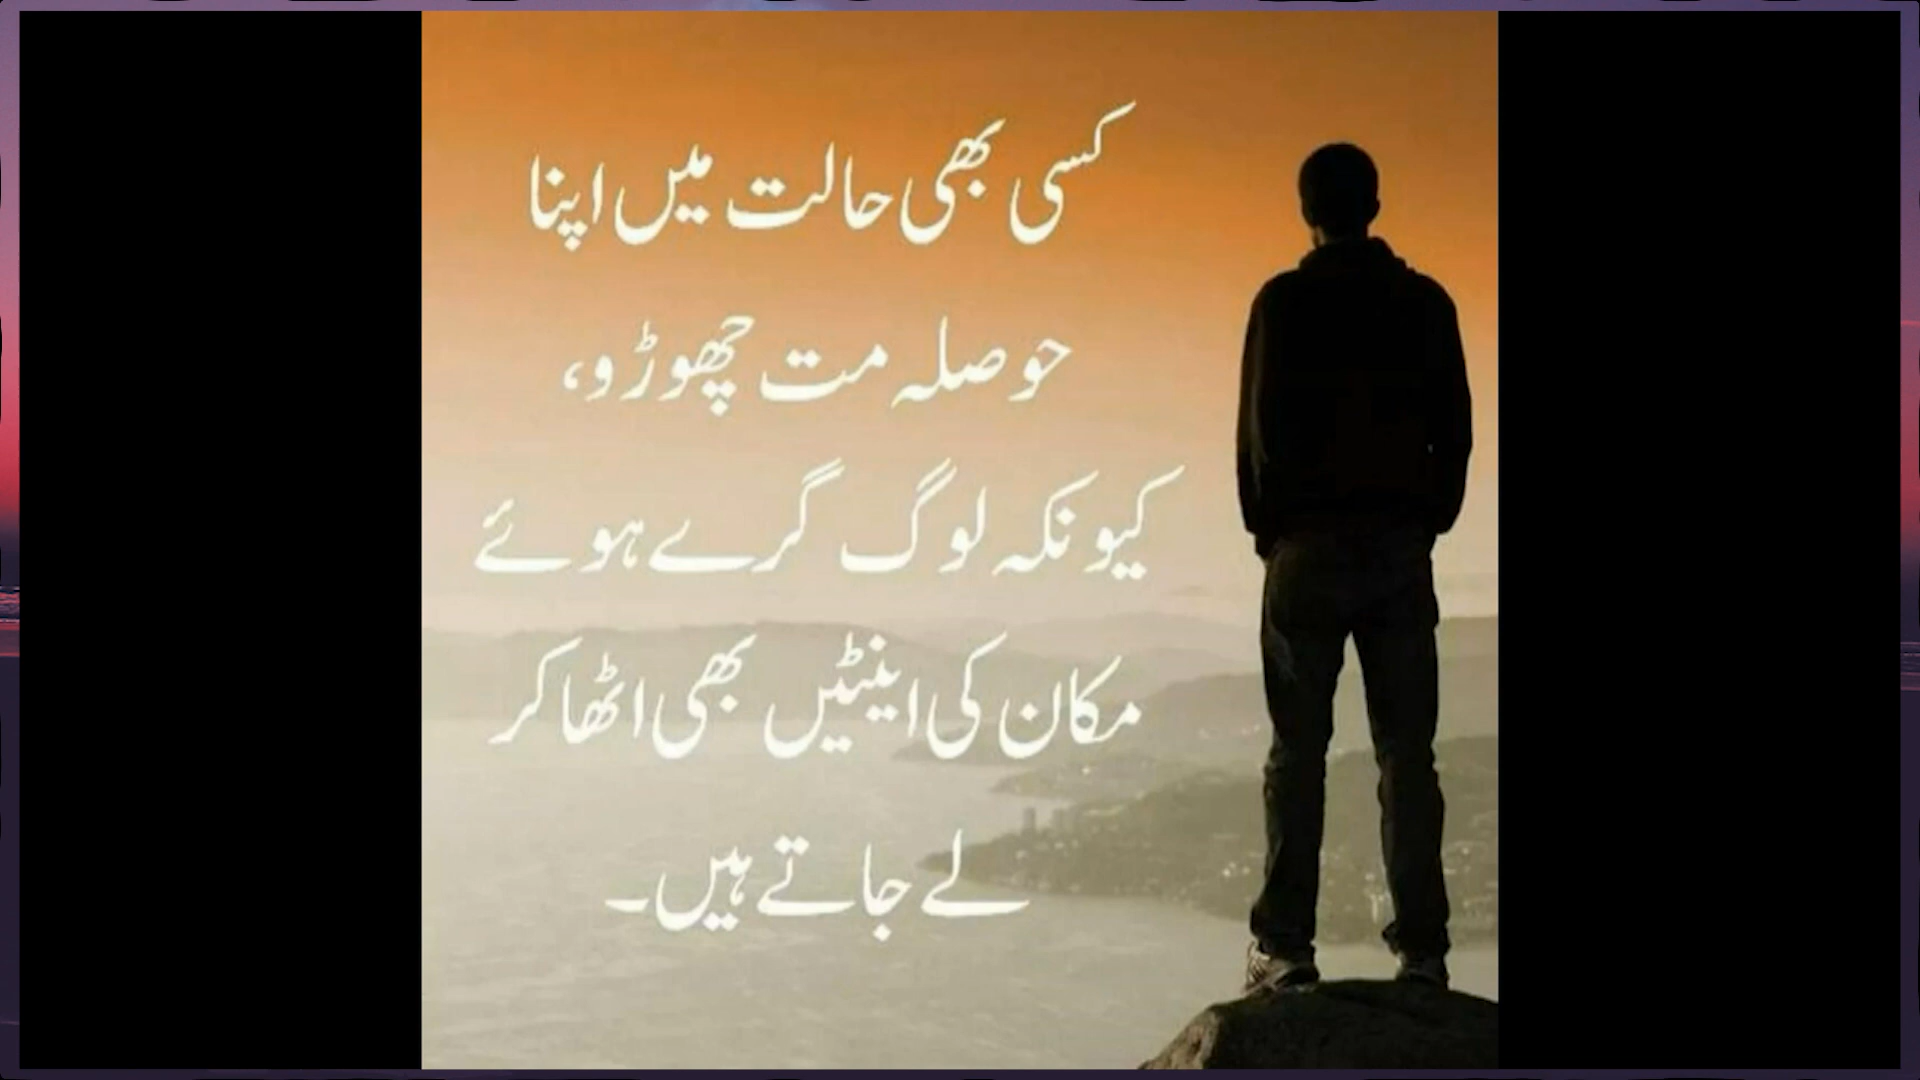 کسی بھی حالت میں اپنا
حوصلہ مت چھوڑو،
کیونکہ لوگ گرے ہوئے
مکان کی اینٹیں بھی اٹھا کر
لے جاتے ہیں۔